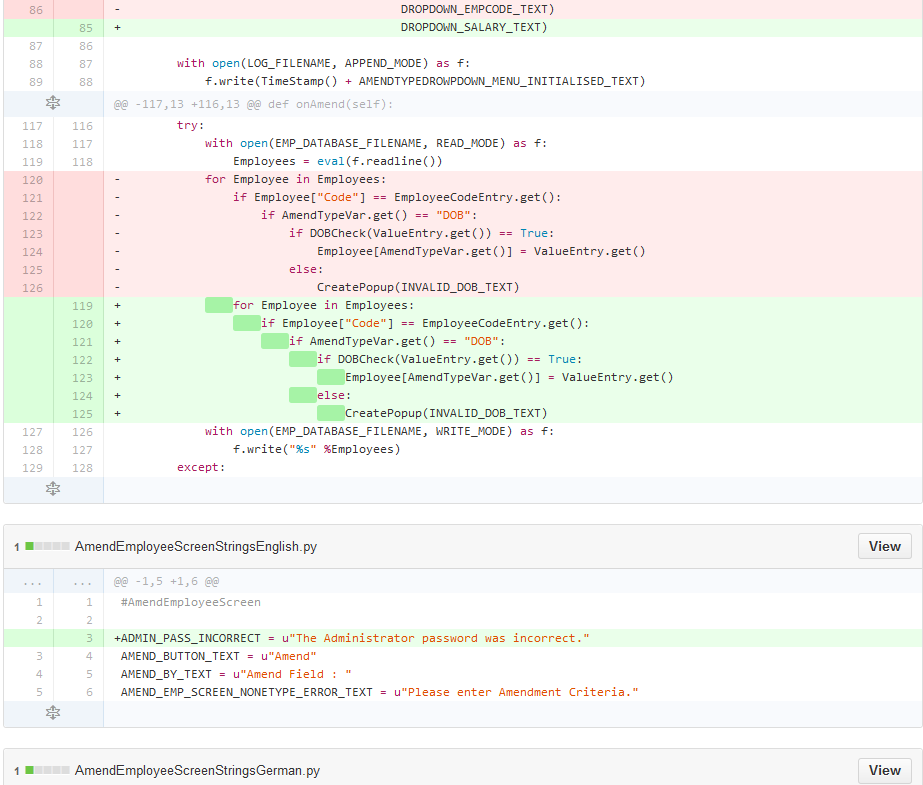 86 - DROPDOWN_EMPCODE_TEXT)
85 + DROPDOWN_SALARY_TEXT)
87 86
88 87 with open(LOG_FILENAME, APPEND_MODE) as f:
89 88 f.write(TimeStamp() + AMENDTYPEDROWPDOWN_MENU_INITIALISED_TEXT)
@@ -117,13 +116,13 @@ def onAmend(self):
117 116 try:
118 117 with open(EMP_DATABASE_FILENAME, READ_MODE) as f:
119 118 Employees = eval(f.readline())
120 - for Employee in Employees:
121 - if Employee["Code"] == EmployeeCodeEntry.get():
122 - if AmendTypeVar.get() == "DOB":
123 - if DOBCheck(ValueEntry.get()) == True:
124 - Employee[AmendTypeVar.get()] = ValueEntry.get()
125 - else:
126 - CreatePopup(INVALID_DOB_TEXT)
119 + for Employee in Employees:
120 + if Employee["Code"] == EmployeeCodeEntry.get():
121 + if AmendTypeVar.get() == "DOB":
122 + if DOBCheck(ValueEntry.get()) == True:
123 + Employee[AmendTypeVar.get()] = ValueEntry.get()
124 + else:
125 + CreatePopup(INVALID_DOB_TEXT)
127 126 with open(EMP_DATABASE_FILENAME, WRITE_MODE) as f:
128 127 f.write("%s" %Employees)
129 128 except:
1 AmendEmployeeScreenStringsEnglish.py View
... ... @@ -1,5 +1,6 @@
1 1 #AmendEmployeeScreen
2 2
3 +ADMIN_PASS_INCORRECT = u"The Administrator password was incorrect."
3 4 AMEND_BUTTON_TEXT = u"Amend"
4 5 AMEND_BY_TEXT = u"Amend Field : "
5 6 AMEND_EMP_SCREEN_NONETYPE_ERROR_TEXT = u"Please enter Amendment Criteria."
1 AmendEmployeeScreenStringsGerman.py View